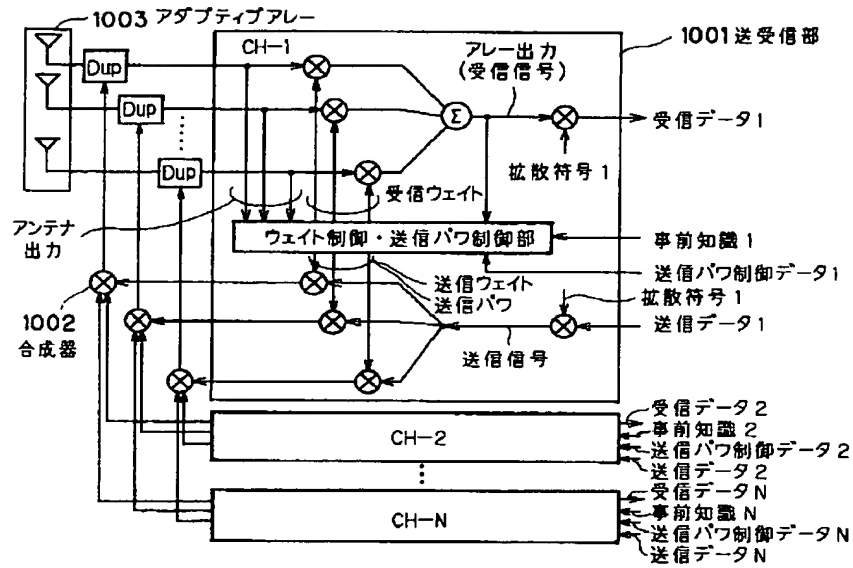 1003 アダプティブアレー
CH-1
アレー出力
(受信信号)
1001 送受信部
Dup
Dup
Dup
Σ
受信データ1
拡散符号1
受信ウェイト
アンテナ
出力
ウェイト制御・送信パワ制御部
事前知識1
送信パワ制御データ1
送信ウェイト
送信パワ
拡散符号1
送信データ1
送信信号
1002
合成器
CH-2
受信データ2
事前知識2
送信パワ制御データ2
送信データ2
CH-N
受信データN
事前知識N
送信パワ制御データN
送信データN